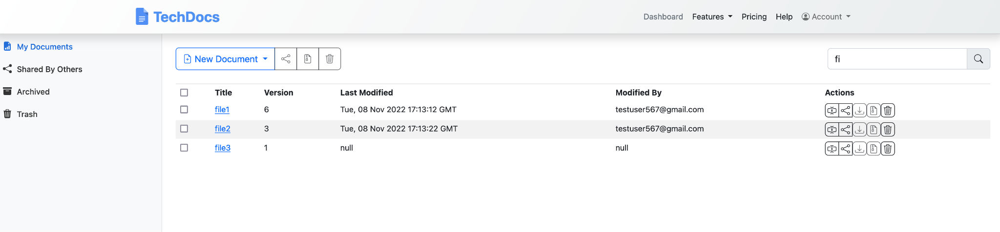 TechDocs
Dashboard Features Pricing Help Account
My Documents
Shared By Others
Archived
Trash
New Document
fi
Title Version Last Modified Modified By Actions
file1 6 Tue, 08 Nov 2022 17:13:12 GMT testuser567@gmail.com
file2 3 Tue, 08 Nov 2022 17:13:22 GMT testuser567@gmail.com
file3 1 null null